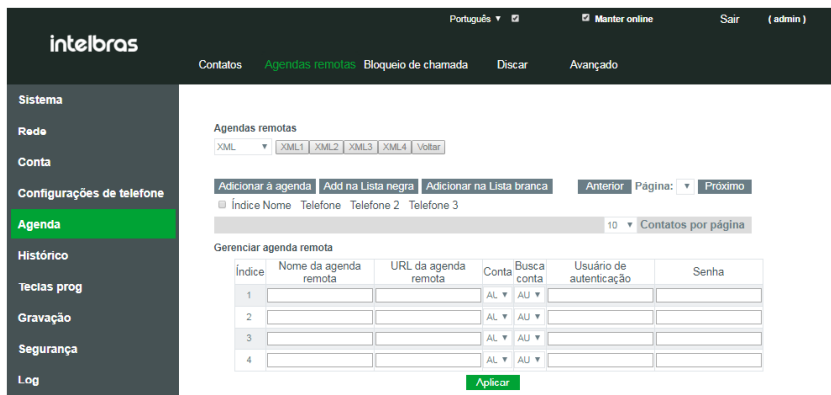 Português Manter online Sair ( admin )
intelbras
Contatos Agendas remotas Bloqueio de chamada Discar Avançado
Sistema
Rede
Conta
Configurações de telefone
Agenda
Histórico
Teclas prog
Gravação
Segurança
Log
Agendas remotas
XML XML1 XML2 XML3 XML4 Voltar
Adicionar à agenda Add na Lista negra Adicionar na Lista branca Anterior Página: Próximo
Índice Nome Telefone Telefone 2 Telefone 3
10 Contatos por página
Gerenciar agenda remota
Índice Nome da agenda remota URL da agenda remota Conta Busca conta Usuário de autenticação Senha
1 AU AU
2 AU AU
3 AU AU
4 AU AU
Aplicar